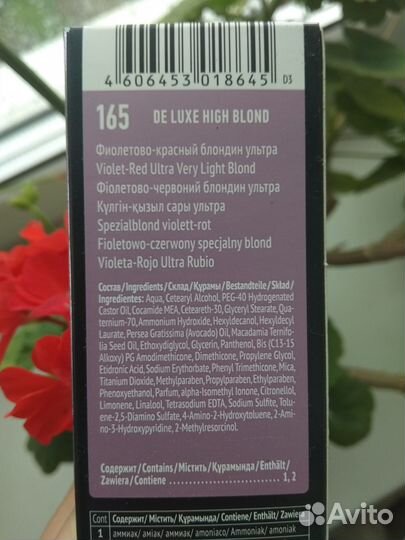 4606453018645 D3
165 DE LUXE HIGH BLOND
Фиолетово-красный блондин ультра
Violet-Red Ultra Very Light Blond
Фіолетово-червоний блондин ультра
Күлгін-қызыл сары ультра
Spezialblond violett-rot
Fioletowo-czerwony specjalny blond
Violeta-Rojo Ultra Rubio
Состав/Ingredients/Склад/Құрамы/Bestandteile/Sklad/
Ingredientes: Aqua, Cetearyl Alcohol, PEG-40 Hydrogenated
Castor Oil, Cocamide MEA, Ceteareth-30, Glyceryl Stearate, Qua-
ternium-70, Ammonium Hydroxide, Hexyldecanol, Hexyldecyl
Laurate, Persea Gratissima (Avocado) Oil, Macadamia Ternifo-
lia Seed Oil, Ethoxydiglycol, Glycerin, Panthenol, Bis (C13-15
Alkoxy) PG Amodimethicone, Dimethicone, Propylene Glycol,
Etidronic Acid, Sodium Erythorbate, Phenyl Trimethicone, Mica,
Titanium Dioxide, Methylparaben, Propylparaben, Ethylparaben,
Phenoxyethanol, Parfum, alpha-Isomethyl Ionone, Citronellol,
Limonene, Linalool, Tetrasodium EDTA, Sodium Sulfite, Tolu-
ene-2,5-Diamino Sulfate, 4-Amino-2-Hydroxytoluene, 2-Ami-
no-3-Hydroxypyridine, 2-Methylresorcinol.
Содержит/Contains/Містить/Құрамында/Enthält/
Zawiera/Contiene 1, 2
Cont Содержит/Містить/Құрамында/Contiene/Enthält/Zawiera
1 аммиак/аміак/аммиак/amoniaco/Ammoniak/amoniak
Avito